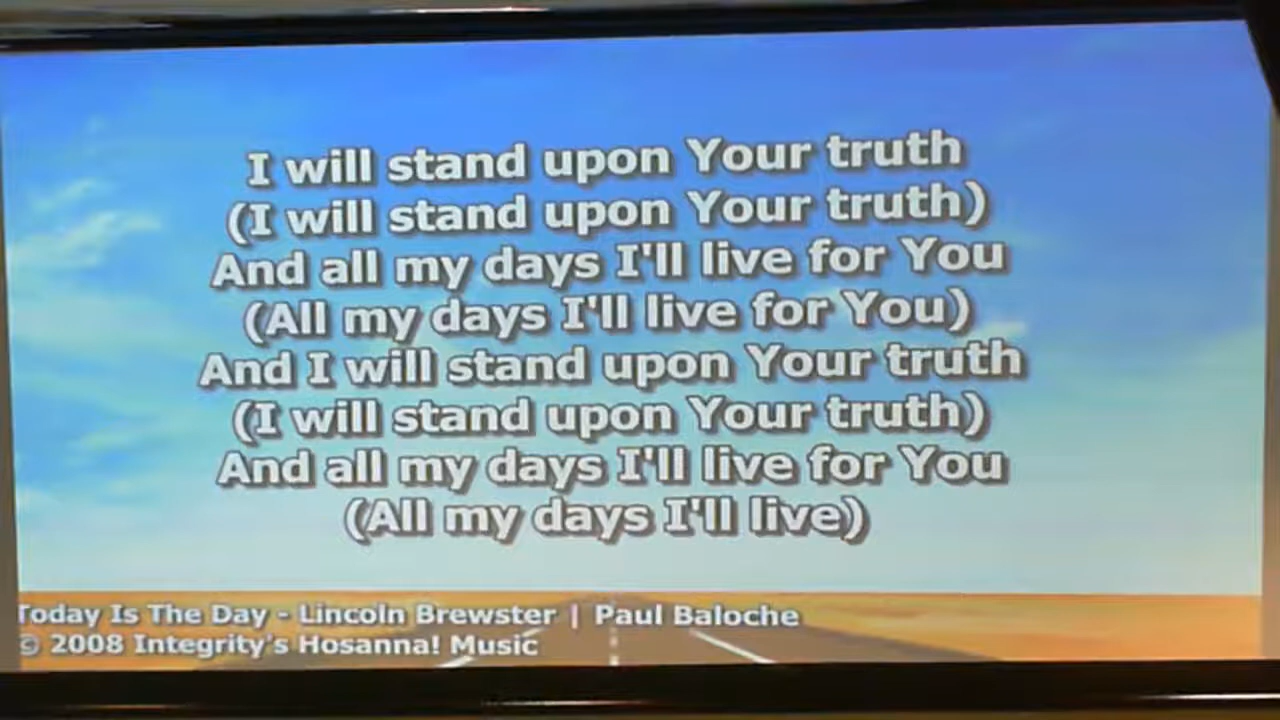 I will stand upon Your truth
(I will stand upon Your truth)
And all my days I'll live for You
(All my days I'll live for You)
And I will stand upon Your truth
(I will stand upon Your truth)
And all my days I'll live for You
(All my days I'll live)
Today Is The Day - Lincoln Brewster | Paul Baloche
© 2008 Integrity's Hosanna! Music